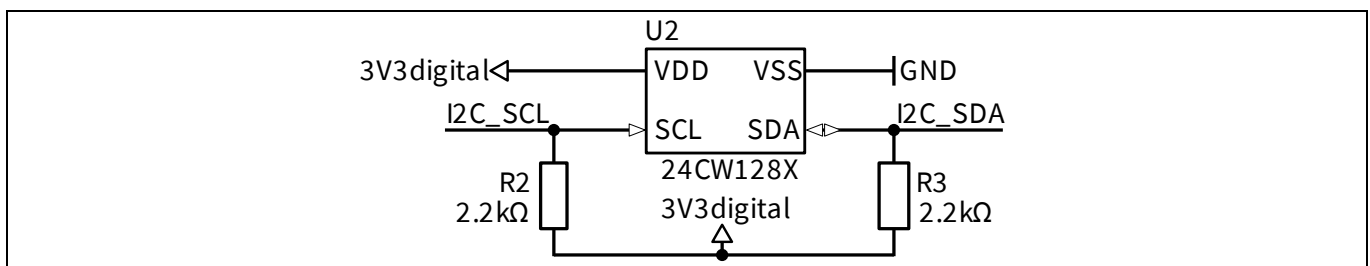 U2
3V3digital VDD VSS GND
I2C_SCL I2C_SDA
SCL SDA
24CW128X
R2 R3
2.2kΩ 3V3digital 2.2kΩ